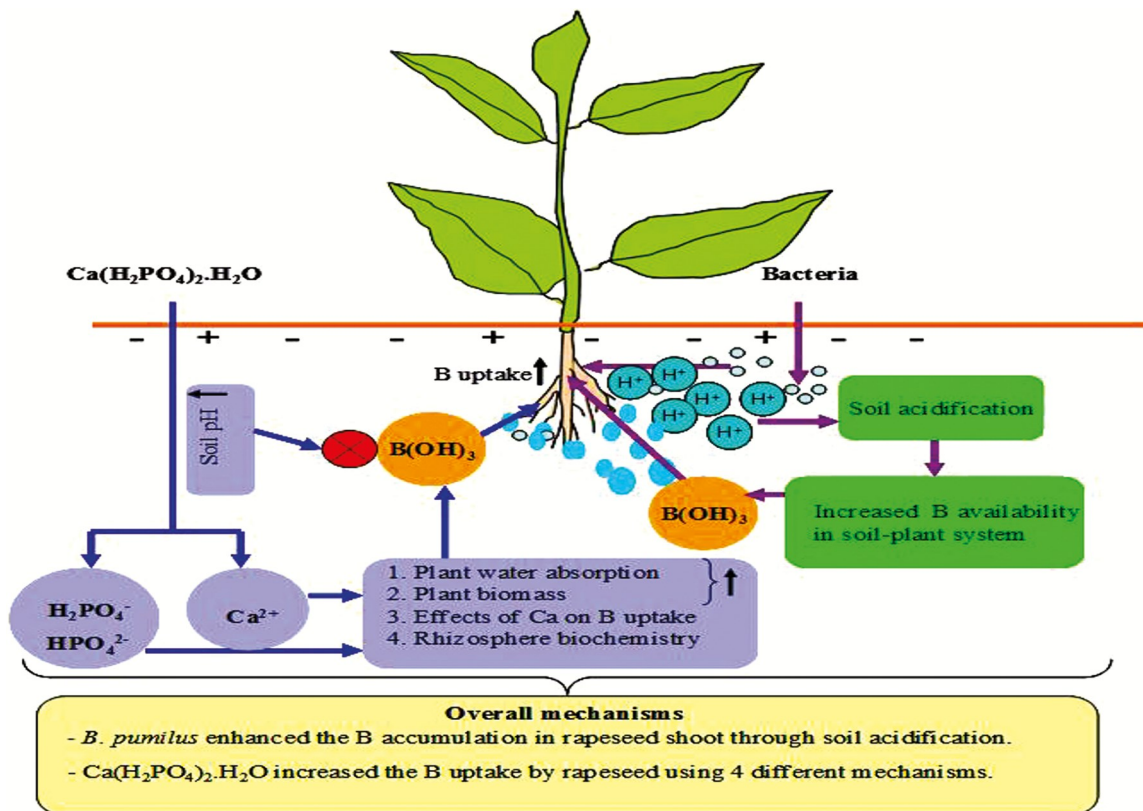 Ca(H₂PO₄)₂.H₂O
Bacteria
- + - - + - - + - -
B uptake
H⁺
H⁺
H⁺
H⁺
H⁺
H⁺
Soil pH
B(OH)₃
Soil acidification
B(OH)₃
Increased B availability
in soil-plant system
H₂PO₄⁻
HPO₄²⁻
Ca²⁺
1. Plant water absorption
2. Plant biomass
3. Effects of Ca on B uptake
4. Rhizosphere biochemistry
Overall mechanisms
- B. pumilus enhanced the B accumulation in rapeseed shoot through soil acidification.
- Ca(H₂PO₄)₂.H₂O increased the B uptake by rapeseed using 4 different mechanisms.